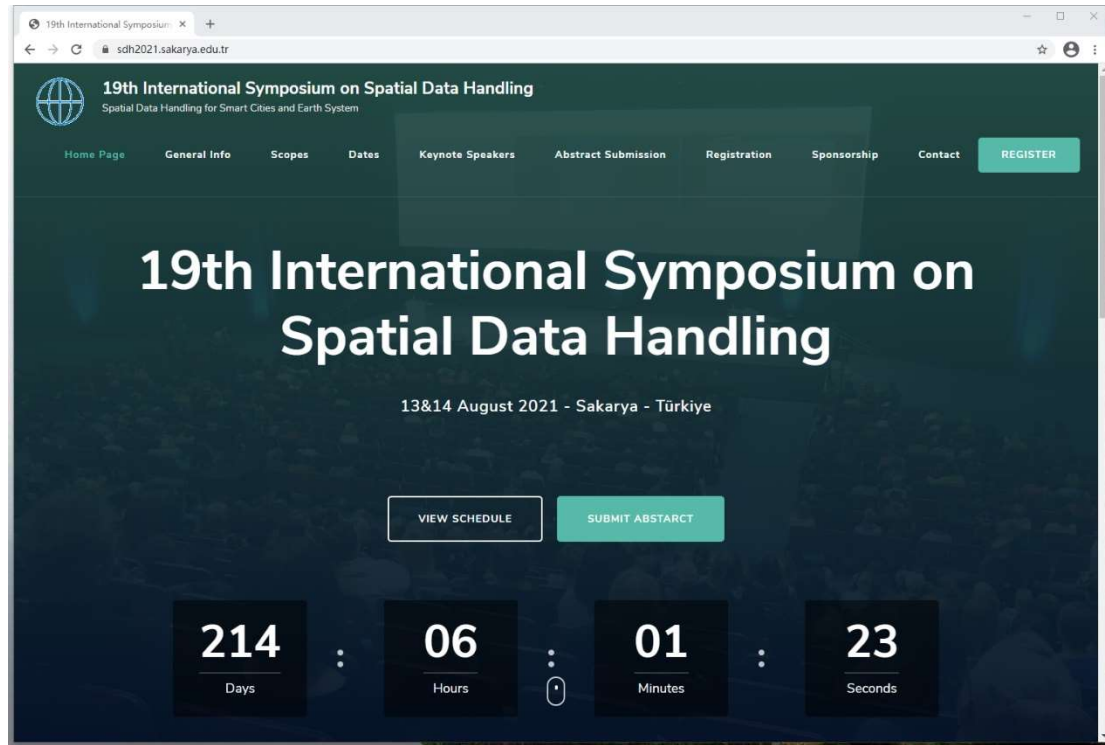 19th International Symposium
sdh2021.sakarya.edu.tr
19th International Symposium on Spatial Data Handling
Spatial Data Handling for Smart Cities and Earth System
Home Page General Info Scopes Dates Keynote Speakers Abstract Submission Registration Sponsorship Contact REGISTER
19th International Symposium on
Spatial Data Handling
13&14 August 2021 - Sakarya - Türkiye
VIEW SCHEDULE SUBMIT ABSTARCT
214 : 06 : 01 : 23
Days Hours Minutes Seconds